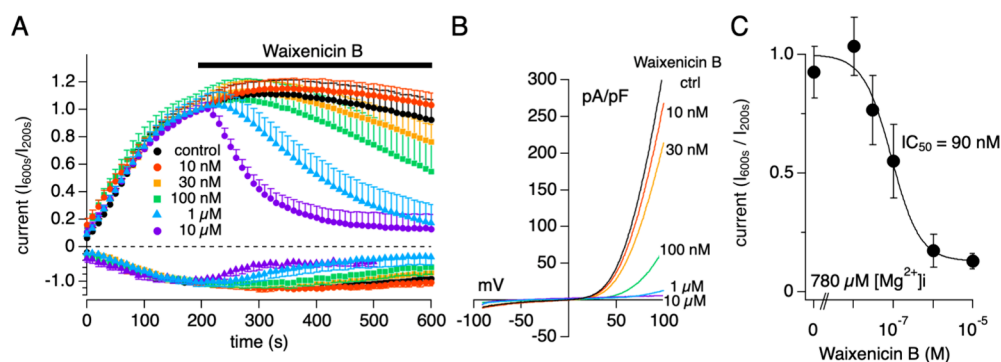 A
Waixenicin B
current (I600s/I200s)
1.2
1.0
0.8
0.6
0.4
0.2
0
-1.0
control
10 nM
30 nM
100 nM
1 µM
10 µM
0
100
200
300
400
500
600
time (s)
B
Waixenicin B
pA/pF
ctrl
10 nM
30 nM
100 nM
1 µM
10 µM
300
250
200
150
100
50
-50
mV
-100
-50
50
100
C
current (I600s / I200s)
1.0
0.5
0
IC50 = 90 nM
780 µM [Mg2+]i
0
10-7
10-5
Waixenicin B (M)